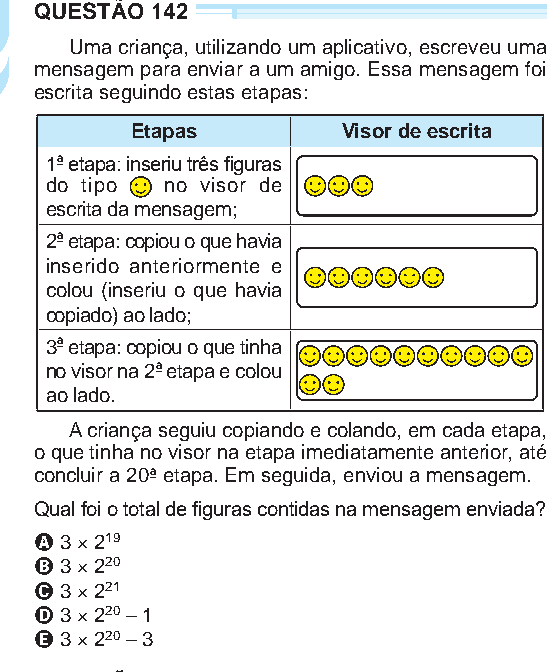 QUESTÃO 142
Uma criança, utilizando um aplicativo, escreveu uma
mensagem para enviar a um amigo. Essa mensagem foi
escrita seguindo estas etapas:
Etapas
Visor de escrita
1ª etapa: inseriu três figuras
do tipo no visor de
escrita da mensagem;
2ª etapa: copiou o que havia
inserido anteriormente e
colou (inseriu o que havia
copiado) ao lado;
3ª etapa: copiou o que tinha
no visor na 2ª etapa e colou
ao lado.
A criança seguiu copiando e colando, em cada etapa,
o que tinha no visor na etapa imediatamente anterior, até
concluir a 20ª etapa. Em seguida, enviou a mensagem.
Qual foi o total de figuras contidas na mensagem enviada?
A 3 × 2¹⁹
B 3 × 2²⁰
C 3 × 2²¹
D 3 × 2²⁰ – 1
E 3 × 2²⁰ – 3